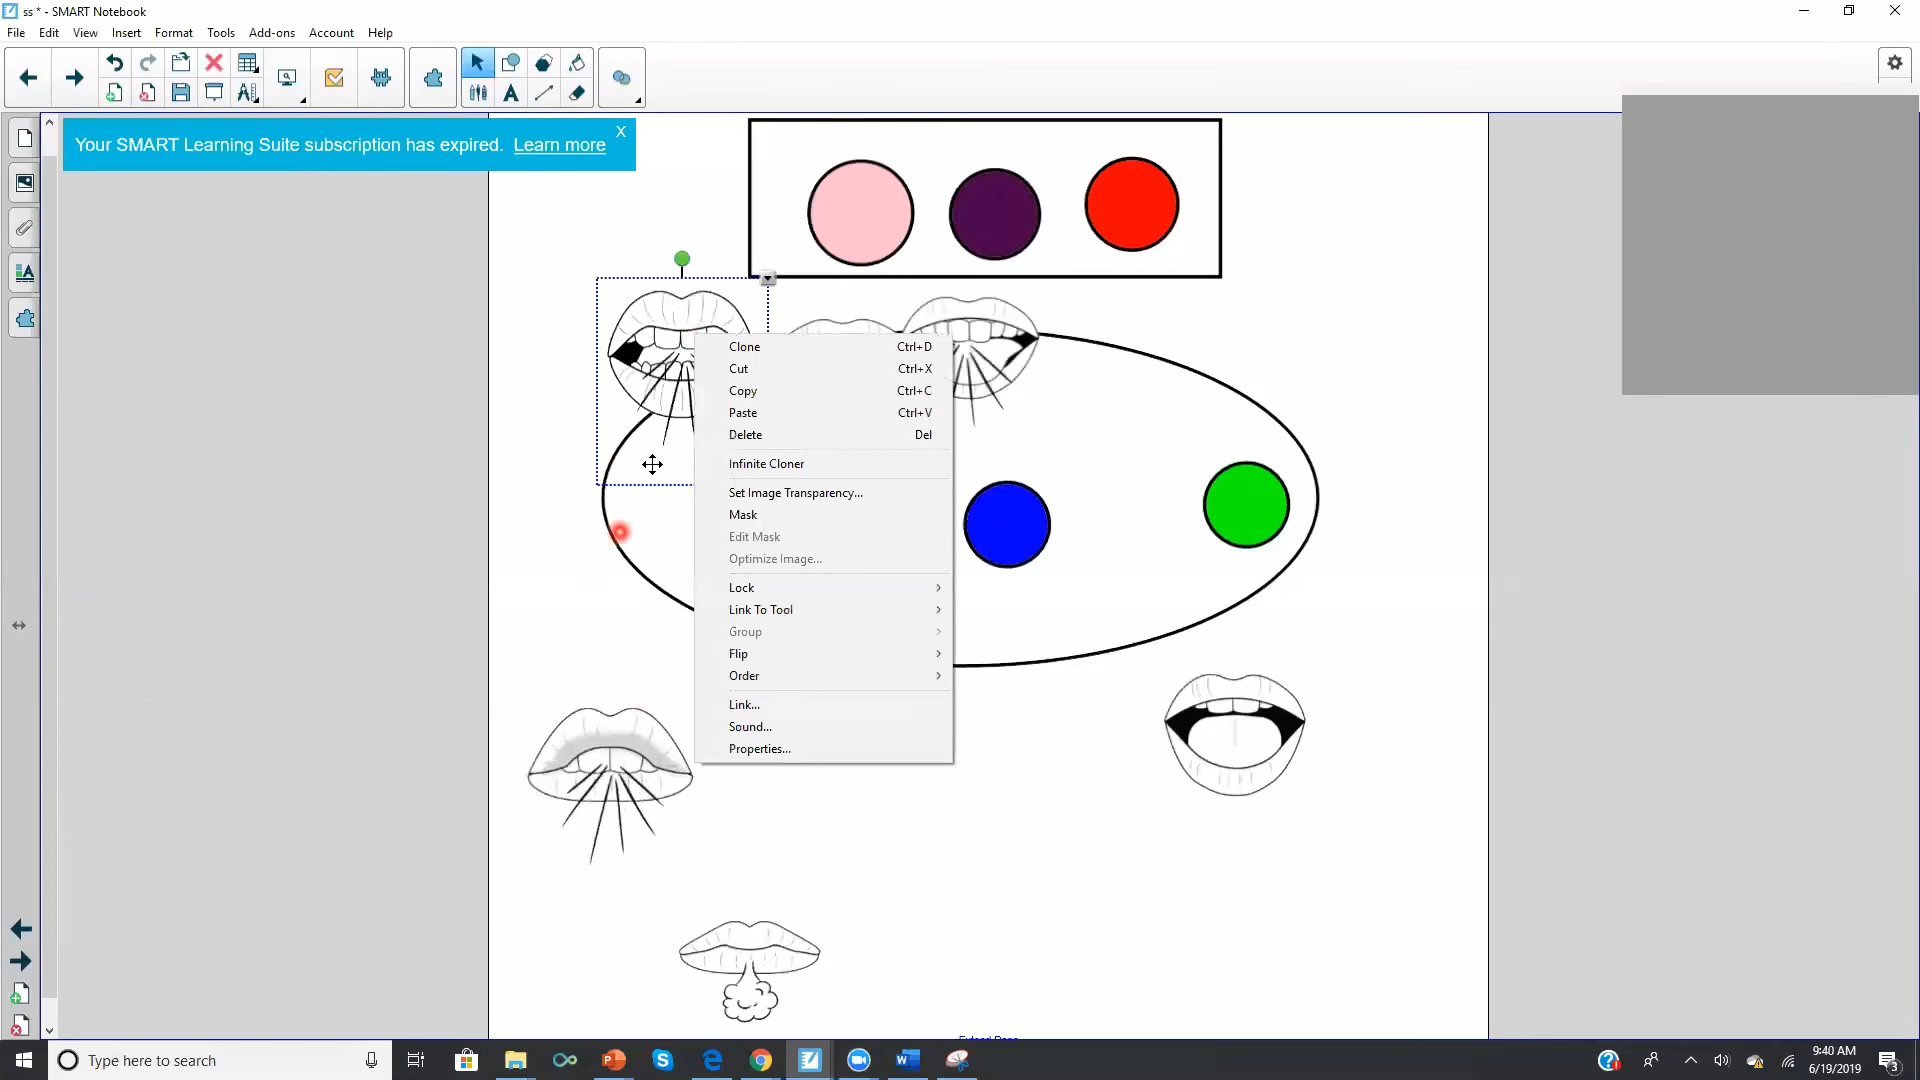 ss * - SMART Notebook
File Edit View Insert Format Tools Add-ons Account Help
Your SMART Learning Suite subscription has expired. Learn more X
Clone Ctrl+D
Cut Ctrl+X
Copy Ctrl+C
Paste Ctrl+V
Delete Del
Infinite Cloner
Set Image Transparency...
Mask
Edit Mask
Optimize Image...
Lock
Link To Tool
Group
Flip
Order
Link...
Sound...
Properties...
Type here to search
9:40 AM
6/19/2019
3